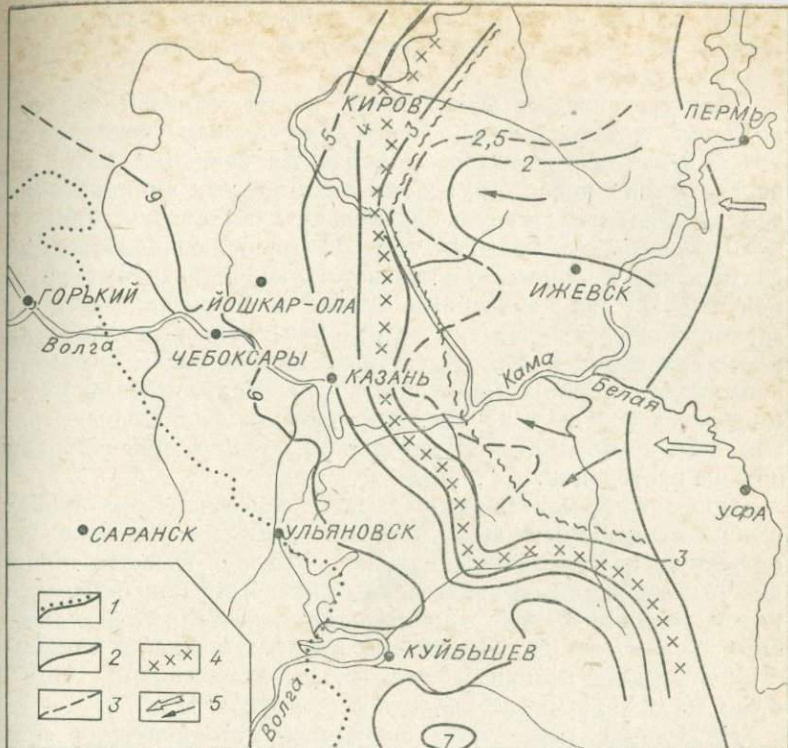 КИРОВ
ПЕРМЬ
5
4
3
2,5
2
6
ГОРЬКИЙ
ЙОШКАР-ОЛА
ИЖЕВСК
Волга
ЧЕБОКСАРЫ
КАЗАНЬ
Кама
Белая
6
УФА
САРАНСК
УЛЬЯНОВСК
3
1
2
4
КУЙБЫШЕВ
3
5
Волга
7